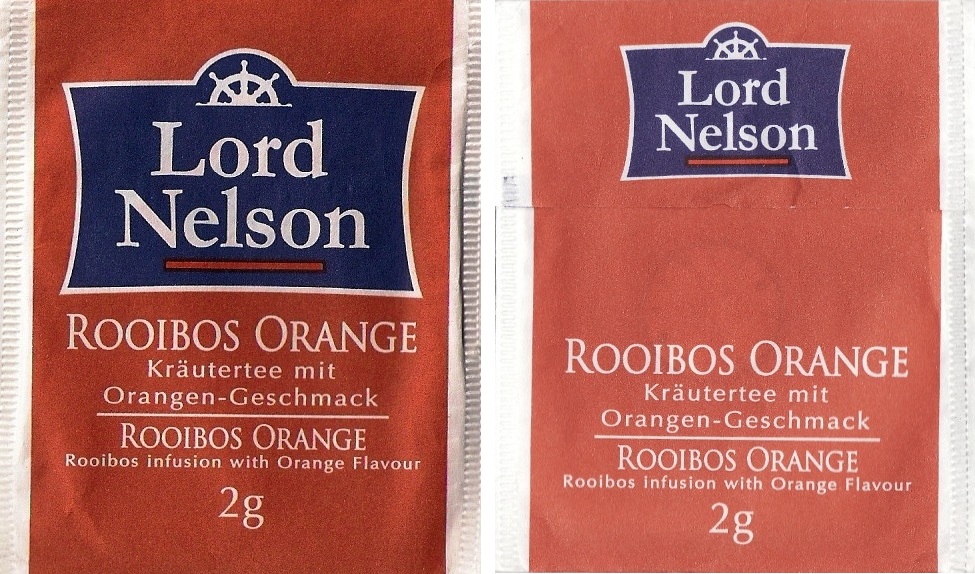 Lord
Nelson
ROOIBOS ORANGE
Kräutertee mit
Orangen-Geschmack
ROOIBOS ORANGE
Rooibos infusion with Orange Flavour
2g
Lord
Nelson
ROOIBOS ORANGE
Kräutertee mit
Orangen-Geschmack
ROOIBOS ORANGE
Rooibos infusion with Orange Flavour
2g